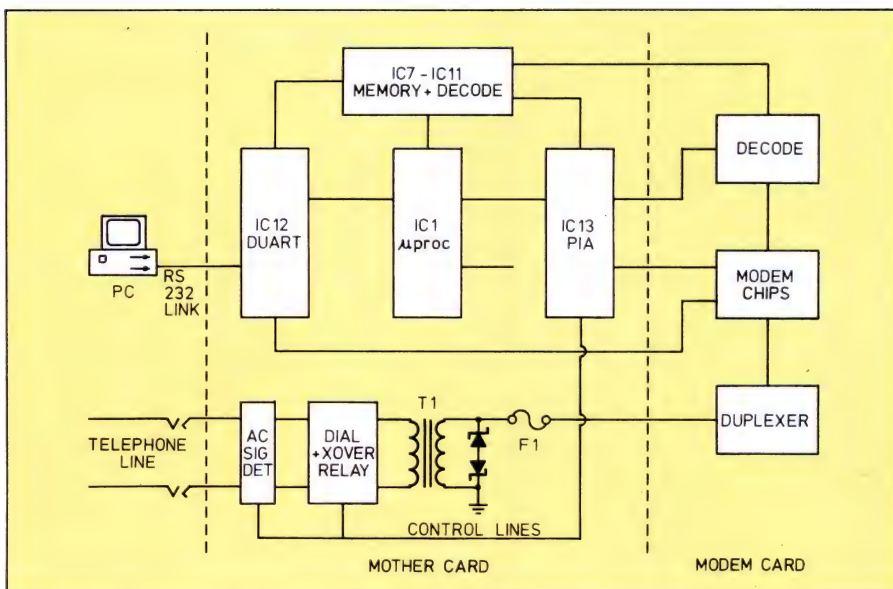 IC7 - IC11
MEMORY + DECODE
DECODE
IC12
DUART
IC1
µproc
IC13
PIA
MODEM
CHIPS
PC
RS
232
LINK
TELEPHONE
LINE
AC
SIG
DET
DIAL
+XOVER
RELAY
T1
F1
DUPLEXER
CONTROL LINES
MOTHER CARD
MODEM CARD